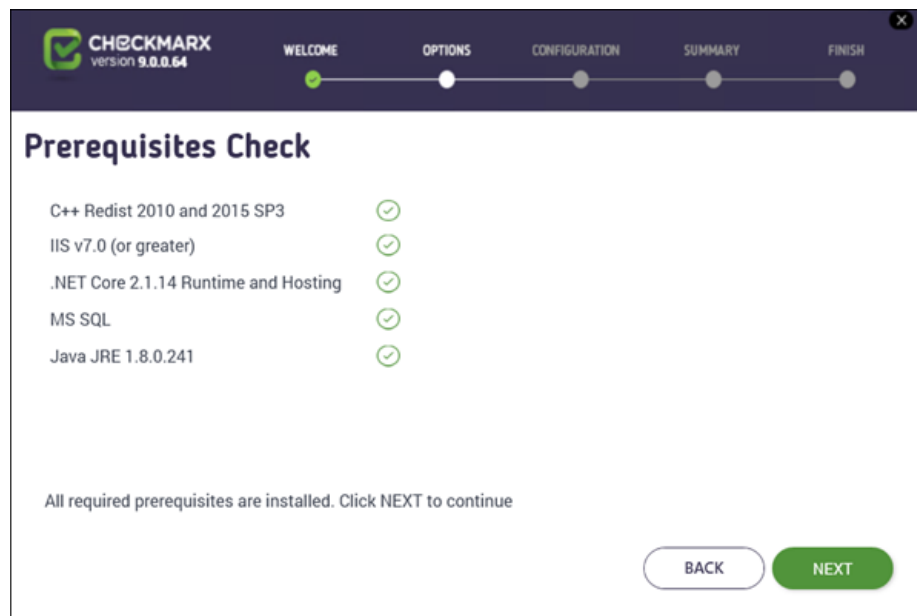 CHECKMARX
version 9.0.0.64
WELCOME
OPTIONS
CONFIGURATION
SUMMARY
FINISH
Prerequisites Check
C++ Redist 2010 and 2015 SP3
IIS v7.0 (or greater)
.NET Core 2.1.14 Runtime and Hosting
MS SQL
Java JRE 1.8.0.241
All required prerequisites are installed. Click NEXT to continue
BACK
NEXT